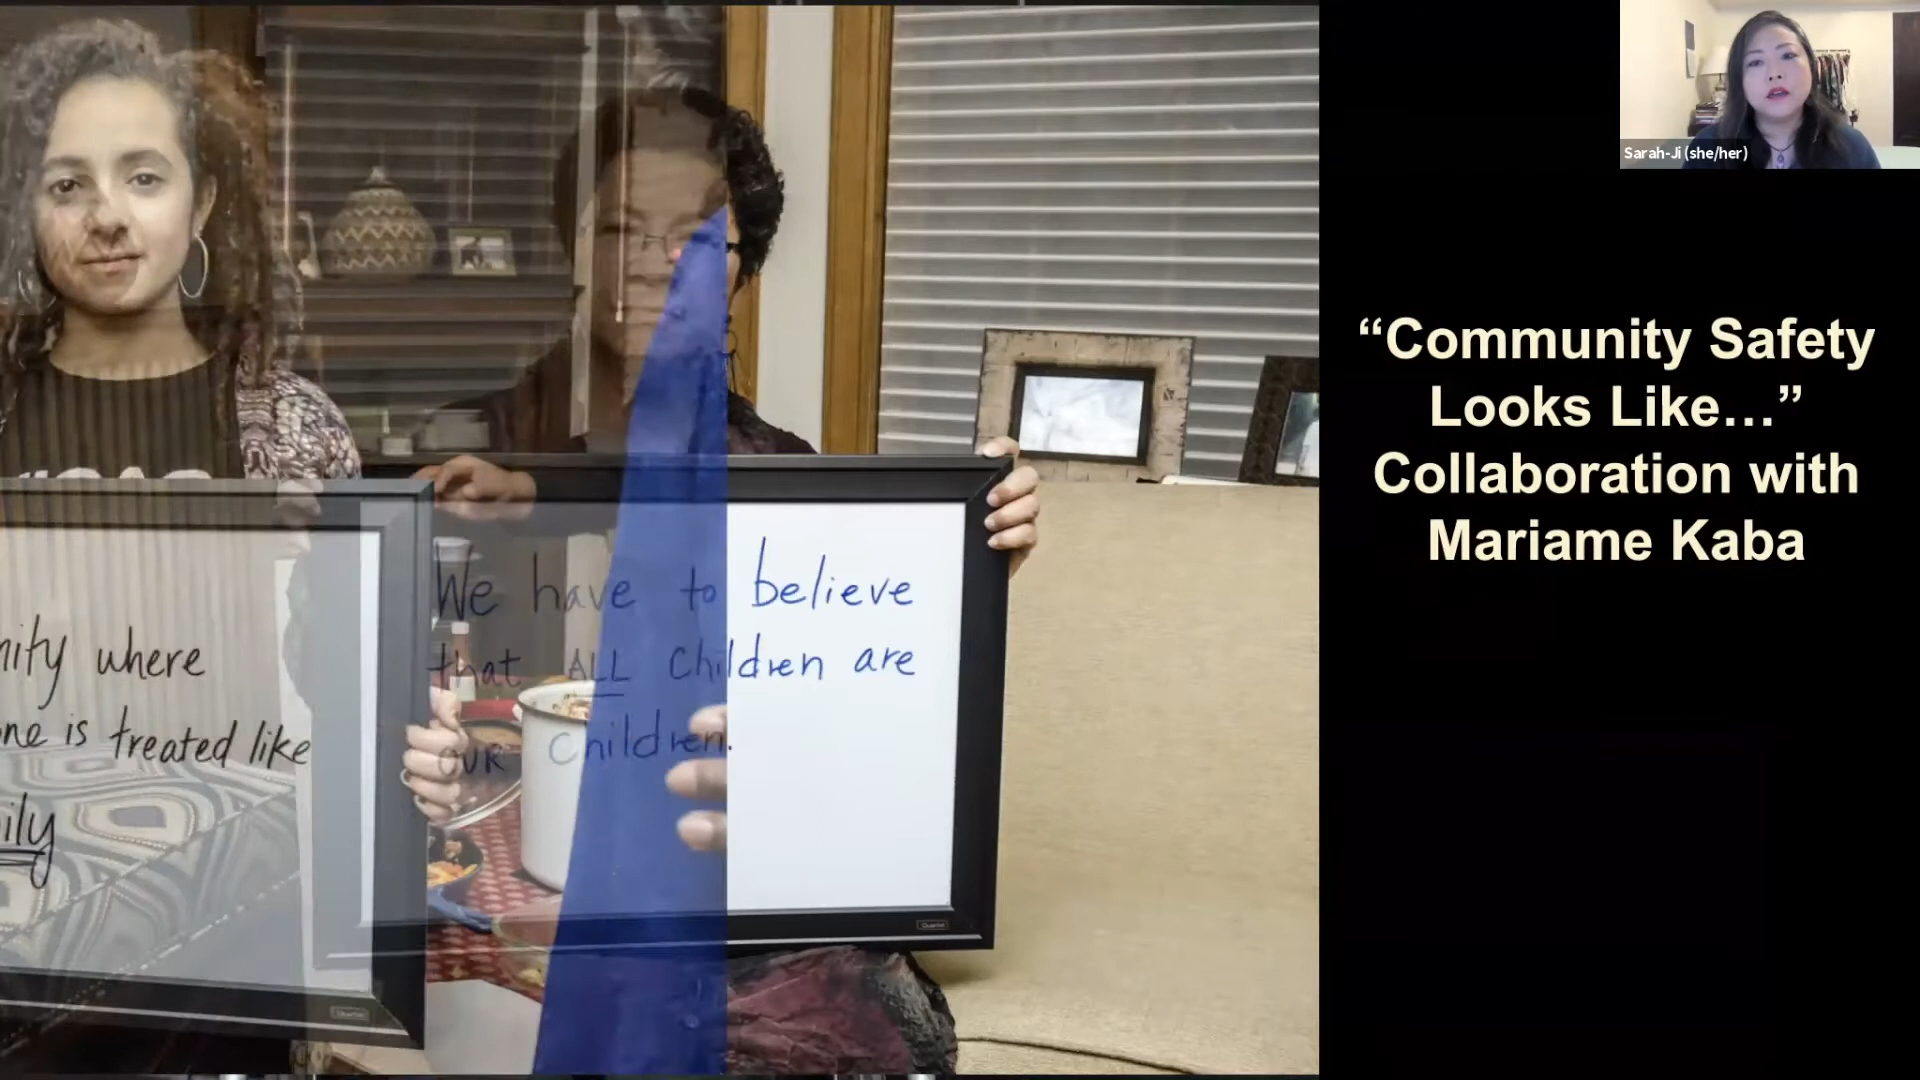 Sarah-Ji (she/her)
“Community Safety
Looks Like…”
Collaboration with
Mariame Kaba
We have to believe
that ALL children are
OUR children.
nity where
ne is treated like
ily
Quartet